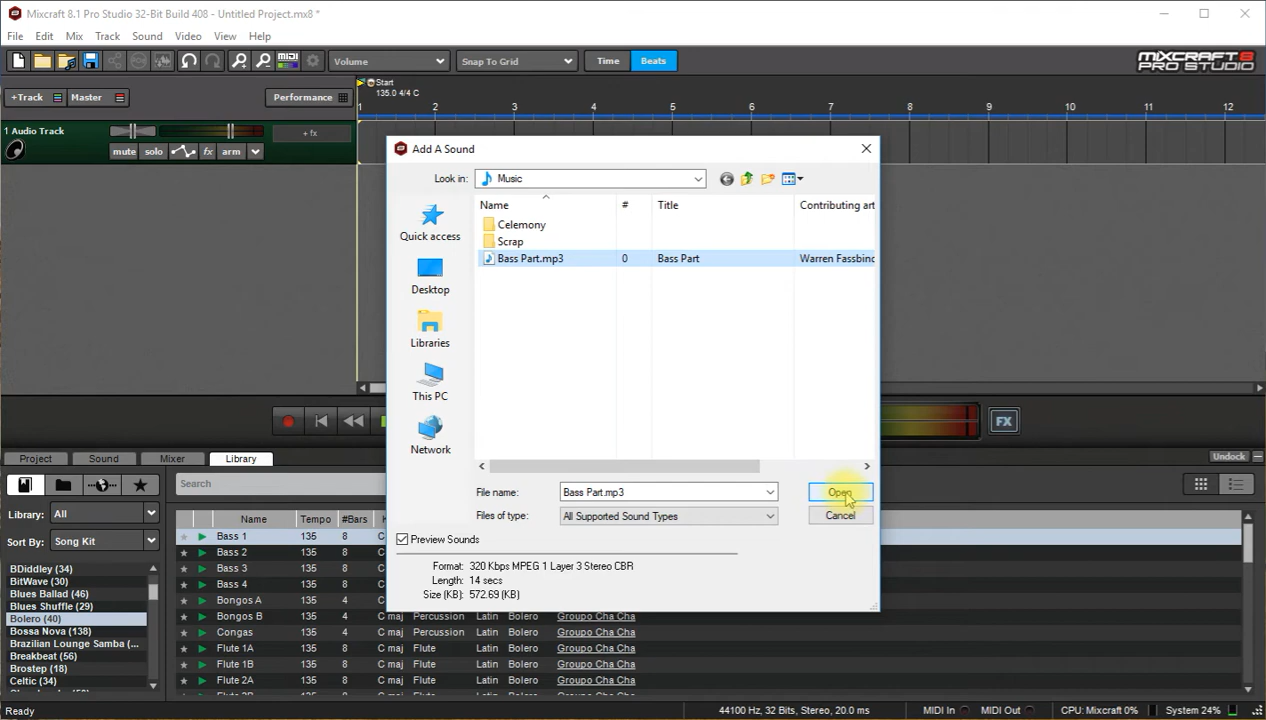 Mixcraft 8.1 Pro Studio 32-Bit Build 408 - Untitled Project.mx8 *
File Edit Mix Track Sound Video View Help
Volume Snap To Grid Time Beats MIXCRAFT 8 PRO STUDIO
Start
135.0 4/4 C
+Track Master Performance
1 2 3 4 5 6 7 8 9 10 11 12
1 Audio Track
+ fx
mute solo fx arm
Add A Sound
Look in: Music
Name # Title Contributing art
Quick access
Desktop
Libraries
This PC
Network
Celemony
Scrap
Bass Part.mp3 0 Bass Part Warren Fassbind
File name: Bass Part.mp3 Open
Files of type: All Supported Sound Types Cancel
Preview Sounds
Format: 320 Kbps MPEG 1 Layer 3 Stereo CBR
Length: 14 secs
Size (KB): 572.69 (KB)
FX
Project Sound Mixer Library Undock
Search
Library: All
Sort By: Song Kit
BDiddley (34)
BitWave (30)
Blues Ballad (46)
Blues Shuffle (29)
Bolero (40)
Bossa Nova (138)
Brazilian Lounge Samba (...
Breakbeat (56)
Brostep (18)
Celtic (34)
Name Tempo #Bars K
Bass 1 135 8 C
Bass 2 135 8 C
Bass 3 135 8 C
Bass 4 135 8 C
Bongos A 135 4 C
Bongos B 135 4 C maj Percussion Latin Bolero Groupo Cha Cha
Congas 135 4 C maj Percussion Latin Bolero Groupo Cha Cha
Flute 1A 135 8 C maj Flute Latin Bolero Groupo Cha Cha
Flute 1B 135 8 C maj Flute Latin Bolero Groupo Cha Cha
Flute 2A 135 8 C maj Flute Latin Bolero Groupo Cha Cha
Ready 44100 Hz, 32 Bits, Stereo, 20.0 ms MIDI In MIDI Out CPU: Mixcraft 0% System 24%